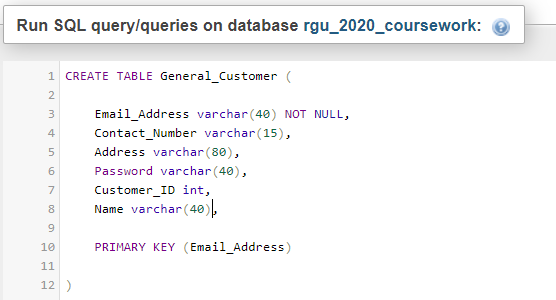 Run SQL query/queries on database rgu_2020_coursework:
1 CREATE TABLE General_Customer (
2
3 Email_Address varchar(40) NOT NULL,
4 Contact_Number varchar(15),
5 Address varchar(80),
6 Password varchar(40),
7 Customer_ID int,
8 Name varchar(40),
9
10 PRIMARY KEY (Email_Address)
11
12 )